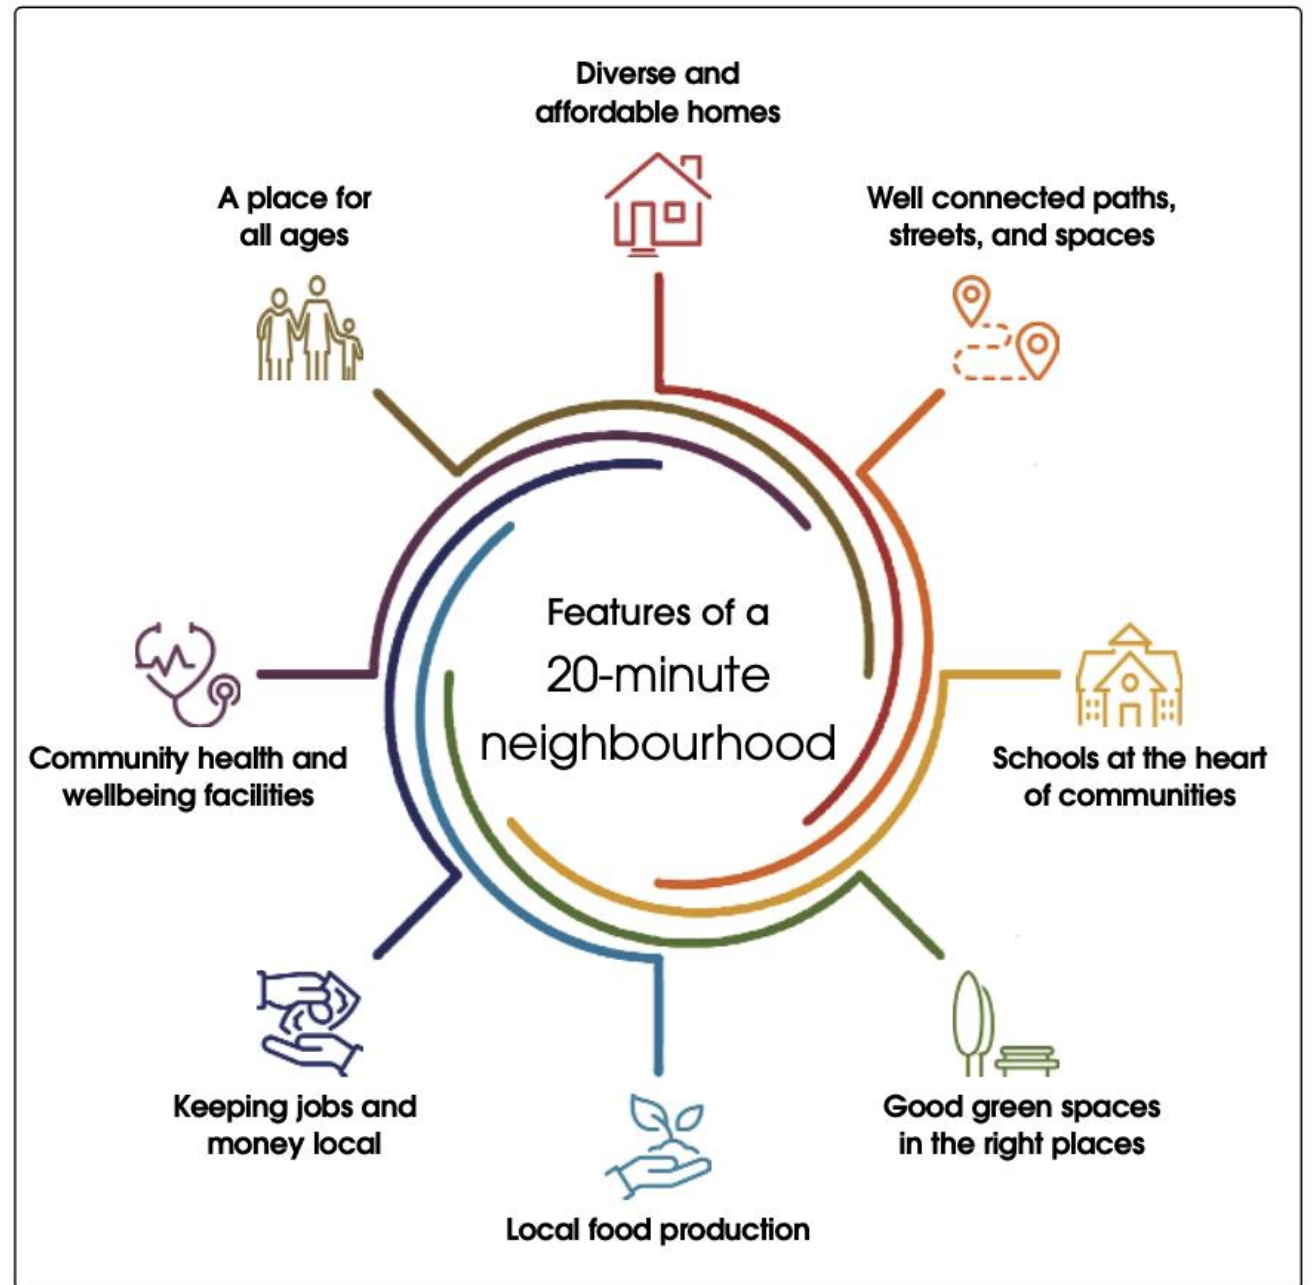 Diverse and
affordable homes
Well connected paths,
streets, and spaces
Schools at the heart
of communities
Good green spaces
in the right places
Local food production
Keeping jobs and
money local
Community health and
wellbeing facilities
A place for
all ages
Features of a
20-minute
neighbourhood